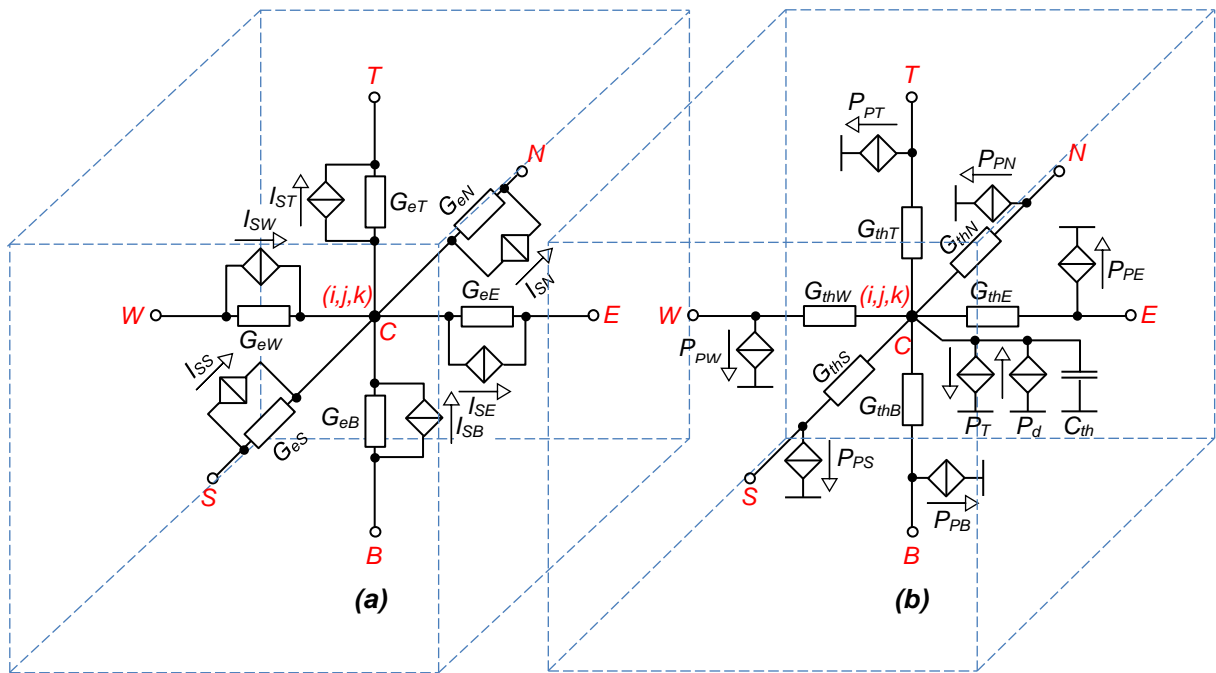 T
N
I_ST
G_eT
G_eN
I_SW
I_SN
(i,j,k)
G_eE
W
C
E
G_eW
I_SS
I_SE
G_eB
I_SB
G_eS
S
B
(a)
T
P_PT
P_PN
N
G_thT
G_thN
P_PE
(i,j,k)
G_thW
G_thE
W
C
E
P_PW
G_thS
G_thB
P_T
P_d
C_th
P_PS
S
P_PB
B
(b)